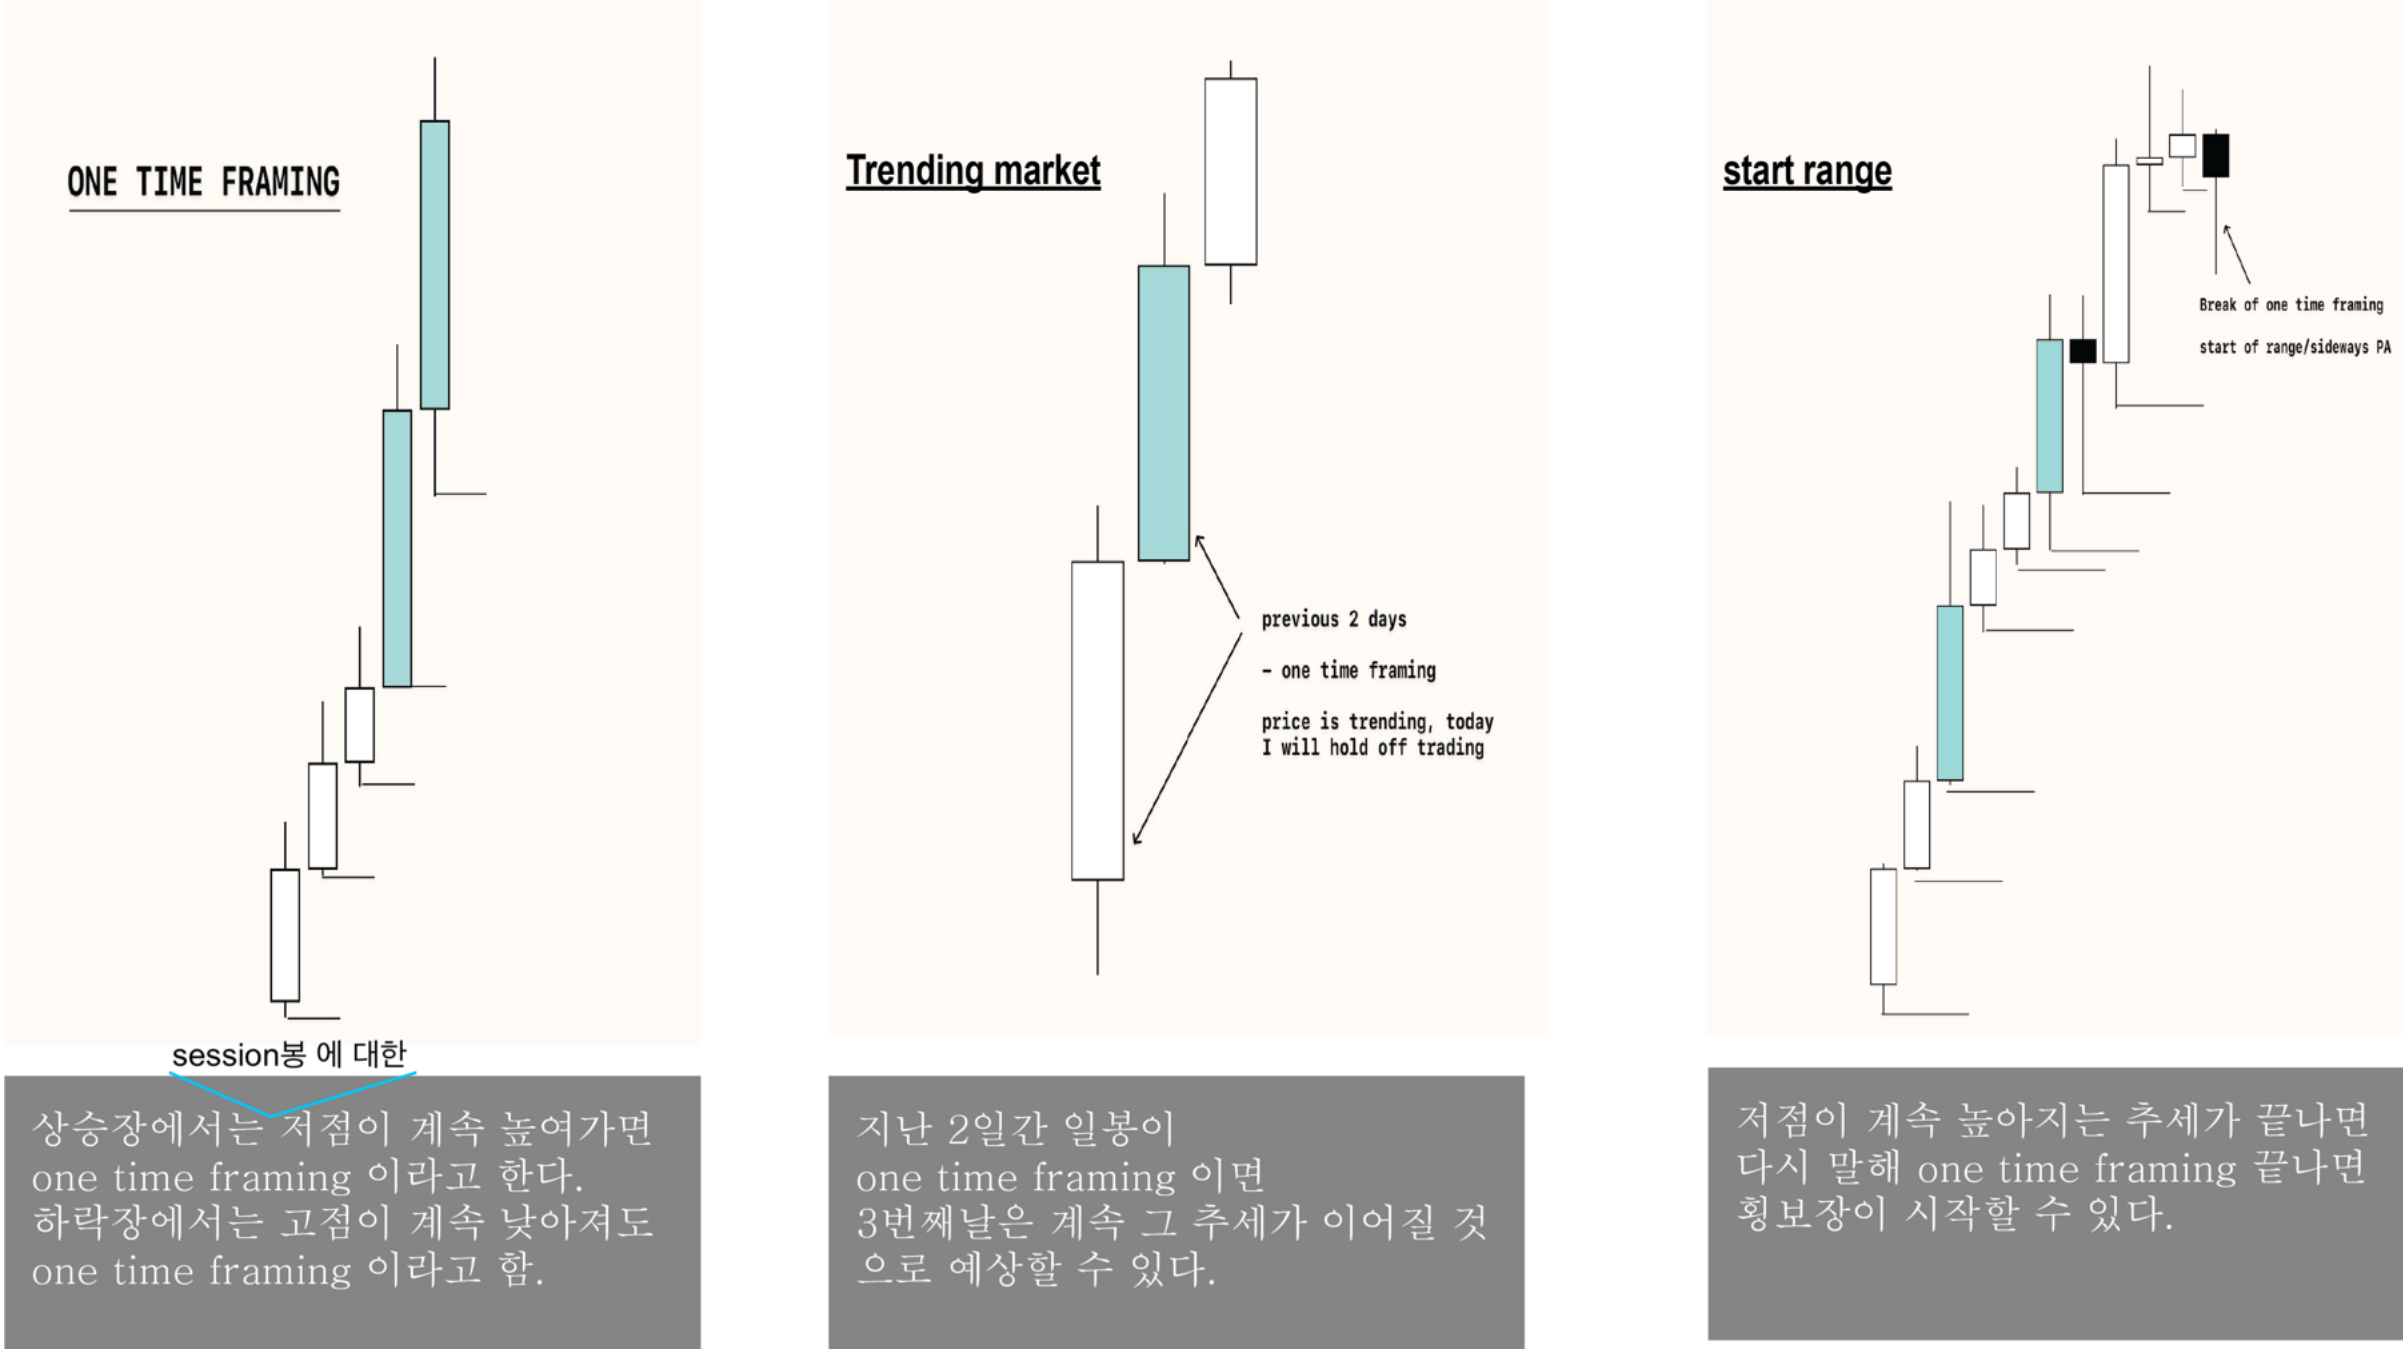 ONE TIME FRAMING
session봉 에 대한
상승장에서는 저점이 계속 높여가면
one time framing 이라고 한다.
하락장에서는 고점이 계속 낮아져도
one time framing 이라고 함.
Trending market
previous 2 days
– one time framing
price is trending, today
I will hold off trading
지난 2일간 일봉이
one time framing 이면
3번째날은 계속 그 추세가 이어질 것
으로 예상할 수 있다.
start range
Break of one time framing
start of range/sideways PA
저점이 계속 높아지는 추세가 끝나면
다시 말해 one time framing 끝나면
횡보장이 시작할 수 있다.